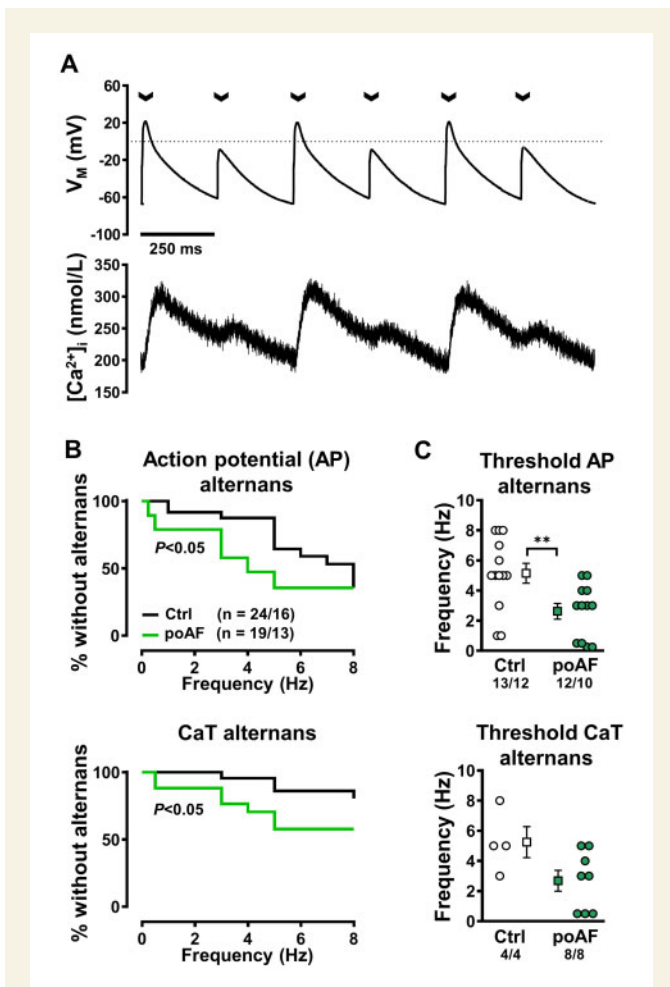 A
60
20
-20
-60
-100
V_M (mV)
250 ms
350
300
250
200
150
[Ca²⁺]ᵢ (nmol/L)
B
Action potential (AP)
alternans
100
50
0
% without alternans
P<0.05
Ctrl (n = 24/16)
poAF (n = 19/13)
0 2 4 6 8
Frequency (Hz)
CaT alternans
100
50
0
% without alternans
P<0.05
0 2 4 6 8
Frequency (Hz)
C
Threshold AP
alternans
10
8
6
4
2
0
Frequency (Hz)
**
Ctrl poAF
13/12 12/10
Threshold CaT
alternans
10
8
6
4
2
0
Frequency (Hz)
Ctrl poAF
4/4 8/8